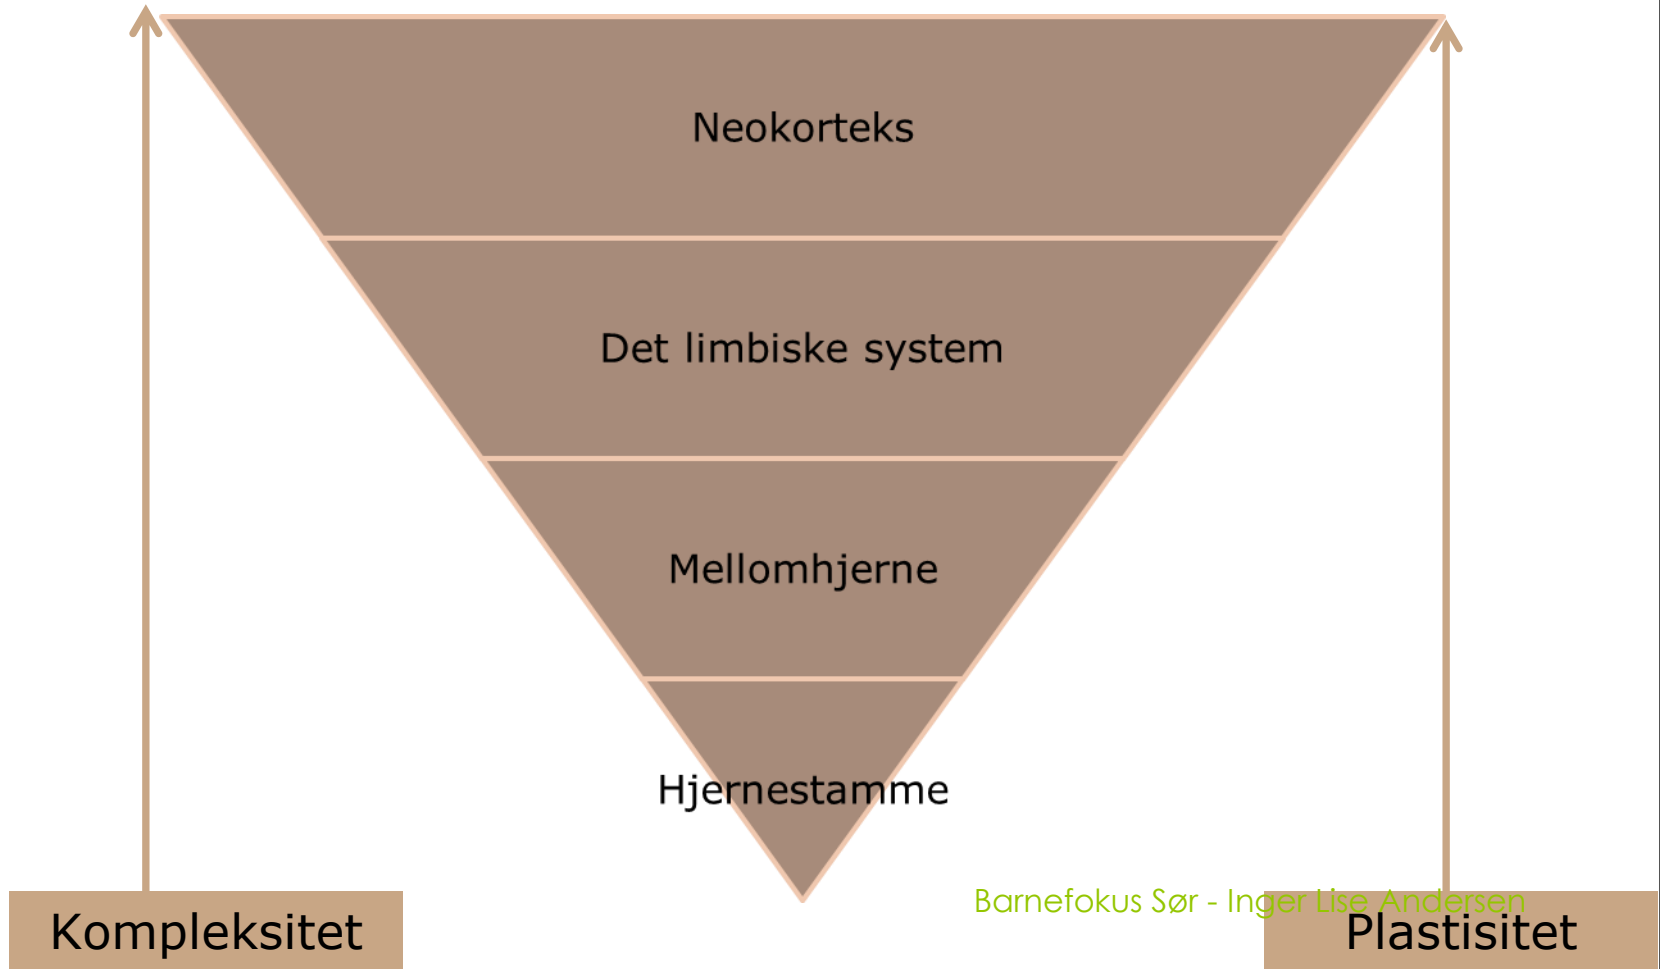 Neokorteks
Det limbiske system
Mellomhjerne
Hjernestamme
Barnefokus Sør - Inger Lise Andersen
Kompleksitet
Plastisitet